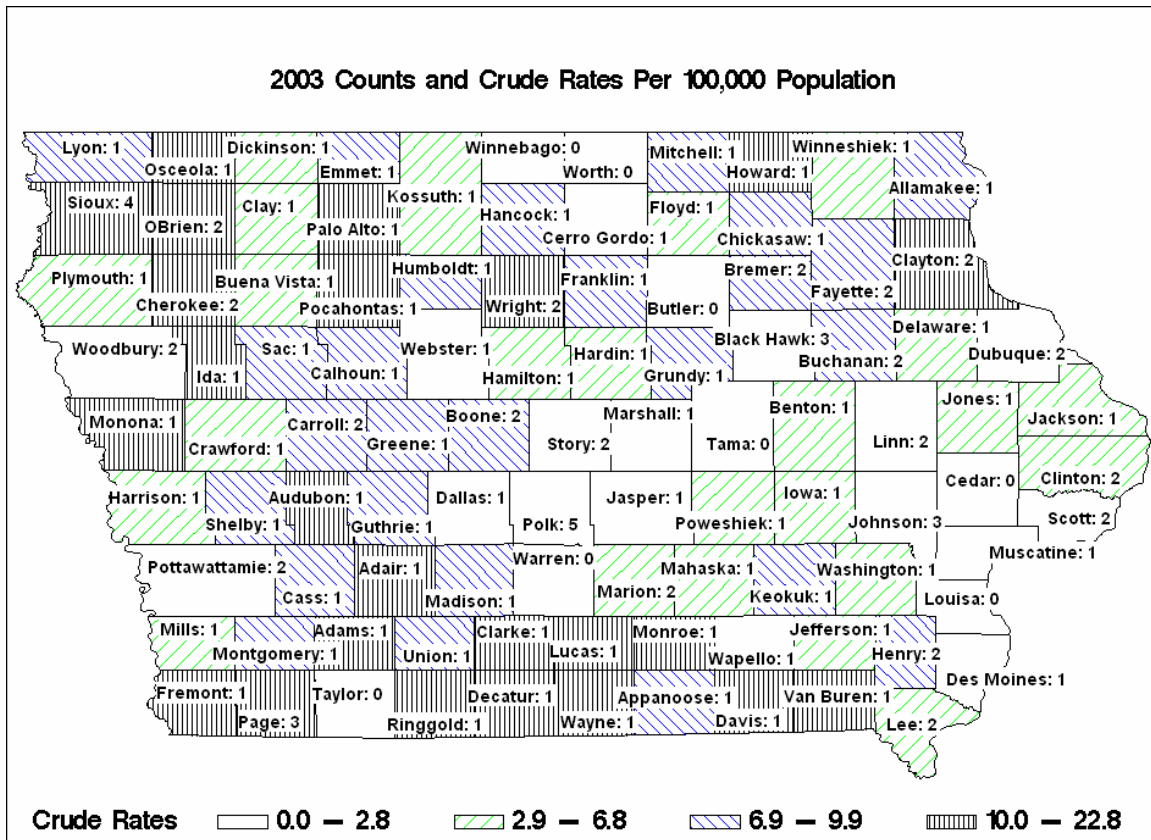 2003 Counts and Crude Rates Per 100,000 Population
Lyon: 1
Osceola: 1
Dickinson: 1
Emmet: 1
Winnebago: 0
Worth: 0
Mitchell: 1
Howard: 1
Winneshiek: 1
Allamakee: 1
Sioux: 4
OBrien: 2
Clay: 1
Palo Alto: 1
Kossuth: 1
Hancock: 1
Cerro Gordo: 1
Floyd: 1
Chickasaw: 1
Clayton: 2
Plymouth: 1
Cherokee: 2
Buena Vista: 1
Pocahontas: 1
Humboldt: 1
Wright: 2
Franklin: 1
Butler: 0
Bremer: 2
Fayette: 2
Woodbury: 2
Ida: 1
Sac: 1
Calhoun: 1
Webster: 1
Hamilton: 1
Hardin: 1
Grundy: 1
Black Hawk: 3
Buchanan: 2
Delaware: 1
Dubuque: 2
Monona: 1
Crawford: 1
Carroll: 2
Greene: 1
Boone: 2
Story: 2
Marshall: 1
Tama: 0
Benton: 1
Linn: 2
Jones: 1
Jackson: 1
Harrison: 1
Shelby: 1
Audubon: 1
Guthrie: 1
Dallas: 1
Polk: 5
Jasper: 1
Poweshiek: 1
Iowa: 1
Johnson: 3
Cedar: 0
Clinton: 2
Scott: 2
Muscatine: 1
Pottawattamie: 2
Cass: 1
Adair: 1
Madison: 1
Warren: 0
Marion: 2
Mahaska: 1
Keokuk: 1
Washington: 1
Louisa: 0
Mills: 1
Montgomery: 1
Adams: 1
Union: 1
Clarke: 1
Lucas: 1
Monroe: 1
Wapello: 1
Jefferson: 1
Henry: 2
Des Moines: 1
Fremont: 1
Page: 3
Taylor: 0
Ringgold: 1
Decatur: 1
Wayne: 1
Appanoose: 1
Davis: 1
Van Buren: 1
Lee: 2
Crude Rates 0.0 – 2.8 2.9 – 6.8 6.9 – 9.9 10.0 – 22.8